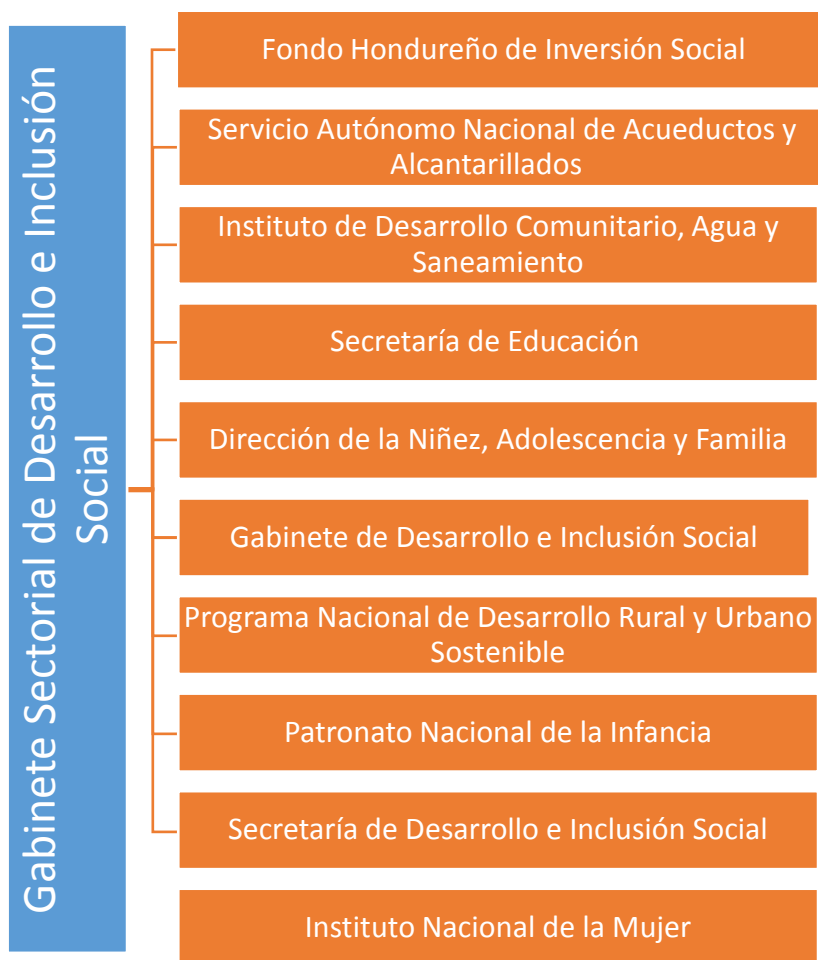 Gabinete Sectorial de Desarrollo e Inclusión
Social
Fondo Hondureño de Inversión Social
Servicio Autónomo Nacional de Acueductos y
Alcantarillados
Instituto de Desarrollo Comunitario, Agua y
Saneamiento
Secretaría de Educación
Dirección de la Niñez, Adolescencia y Familia
Gabinete de Desarrollo e Inclusión Social
Programa Nacional de Desarrollo Rural y Urbano
Sostenible
Patronato Nacional de la Infancia
Secretaría de Desarrollo e Inclusión Social
Instituto Nacional de la Mujer